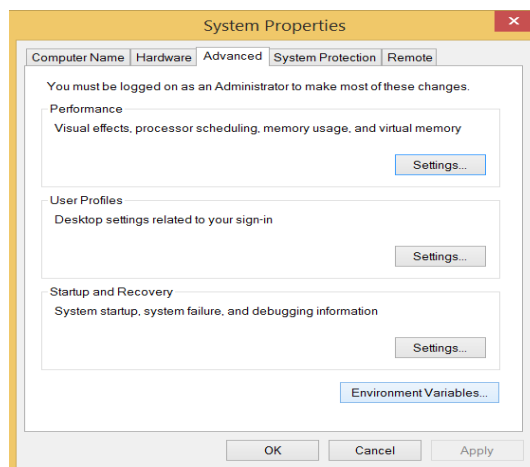 System Properties
Computer Name Hardware Advanced System Protection Remote
You must be logged on as an Administrator to make most of these changes.
Performance
Visual effects, processor scheduling, memory usage, and virtual memory
Settings...
User Profiles
Desktop settings related to your sign-in
Settings...
Startup and Recovery
System startup, system failure, and debugging information
Settings...
Environment Variables...
OK Cancel Apply